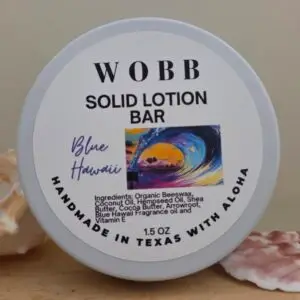 WOBB
SOLID LOTION
BAR
Blue
Hawaii
Ingredients: Organic Beeswax,
Coconut Oil, Hempseed Oil, Shea
Butter, Cocoa Butter, Arrowroot,
Blue Hawaii Fragrance oil and
Vitamin E
1.5 OZ
HANDMADE IN TEXAS WITH ALOHA